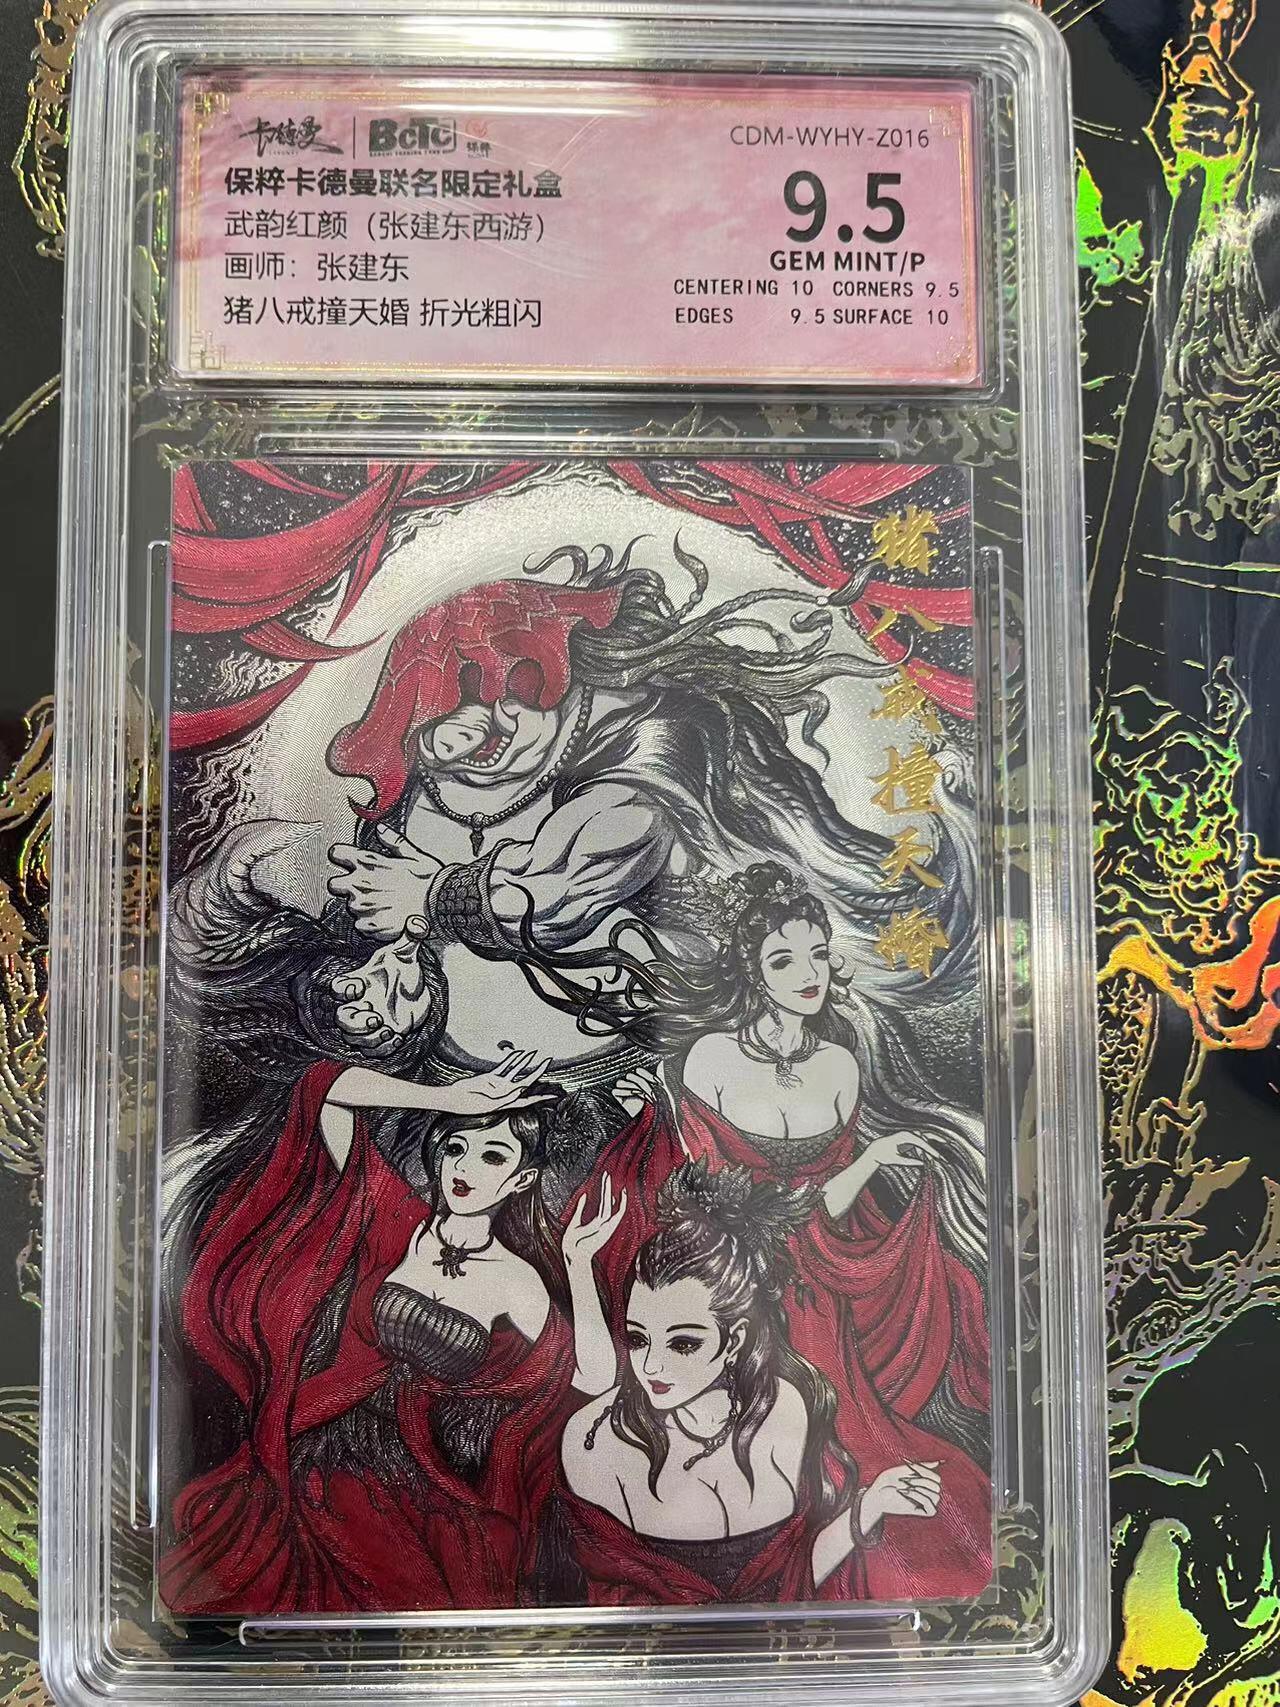 卡德曼 BCTC 保粹
CDM-WYHY-Z016
保粹卡德曼联名限定礼盒
武韵红颜（张建东西游）
画师：张建东
猪八戒撞天婚 折光粗闪
9.5
GEM MINT/P
CENTERING 10 CORNERS 9.5
EDGES 9.5 SURFACE 10
猪八戒撞天婚